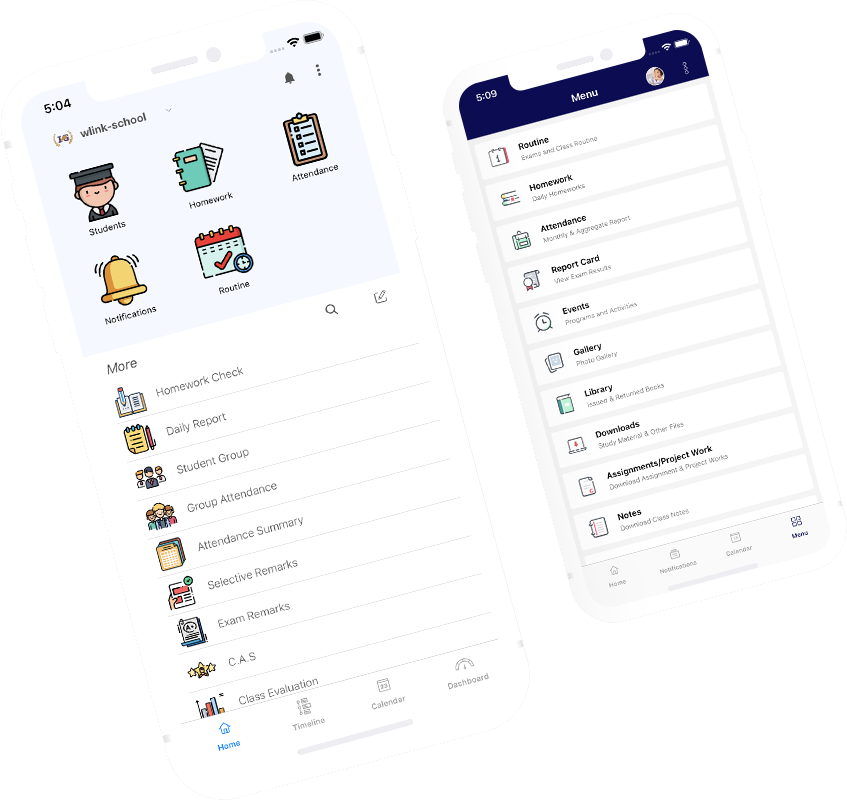 5:04
wlink-school
Students
Homework
Attendance
Notifications
Routine
More
Homework Check
Daily Report
Student Group
Group Attendance
Attendance Summary
Selective Remarks
Exam Remarks
C.A.S
Class Evaluation
Home
Timeline
23
Calendar
Dashboard
5:09
Menu
1
Routine
Exams and Class Routine
Homework
Daily Homeworks
Attendance
Monthly & Aggregate Report
Report Card
View Exam Results
Events
Programs and Activities
Gallery
Photo Gallery
Library
Issued & Returned Books
Downloads
Study Material & Other Files
Assignments/Project Work
Download Assignment & Project Works
Notes
Download Class Notes
Home
Notifications
Calendar
Menu